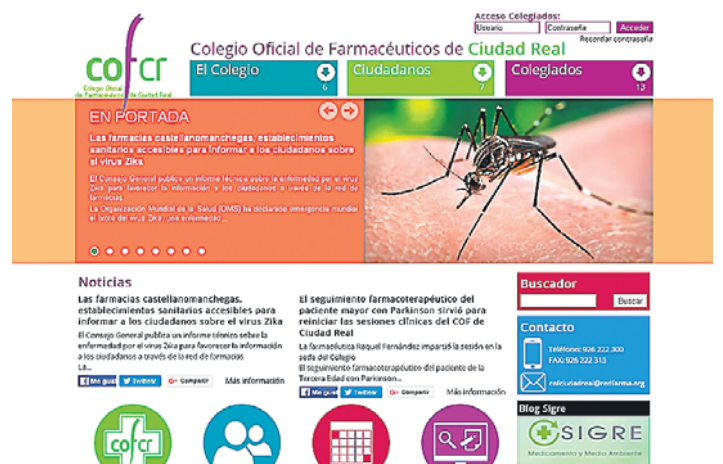 Acceso Colegiados:
Usuario
Contraseña
Acceder
Recordar contraseña
Colegio Oficial de Farmacéuticos de Ciudad Real
cofcr
Colegio Oficial
de Farmacéuticos de Ciudad Real
El Colegio
6
Ciudadanos
7
Colegiados
13
EN PORTADA
Las farmacias castellanomanchegas, establecimientos
sanitarios accesibles para informar a los ciudadanos sobre
el virus Zika
El Consejo General publica un informe técnico sobre la enfermedad por el virus
Zika para favorecer la información a los ciudadanos a través de la red de
farmacias
La Organización Mundial de la Salud (OMS) ha declarado emergencia mundial
el brote del virus Zika, una enfermedad...
Noticias
Las farmacias castellanomanchegas,
establecimientos sanitarios accesibles para
informar a los ciudadanos sobre el virus Zika
El Consejo General publica un informe técnico sobre la
enfermedad por el virus Zika para favorecer la información
a los ciudadanos a través de la red de farmacias
La...
Me gusta
Twittear
G+ Compartir
Más información
El seguimiento farmacoterapéutico del
paciente mayor con Parkinson sirvió para
reiniciar las sesiones clínicas del COF de
Ciudad Real
La farmacéutica Raquel Fernández impartió la sesión en la
sede del Colegio
El seguimiento farmacoterapéutico del paciente de la
Tercera Edad con Parkinson...
Me gusta
Twittear
G+ Compartir
Más información
Buscador
Buscar
Contacto
Teléfono: 926 222 300
FAX: 926 222 313
cofciudadreal@redfarma.org
Blog Sigre
SIGRE
Medicamento y Medio Ambiente
cofcr